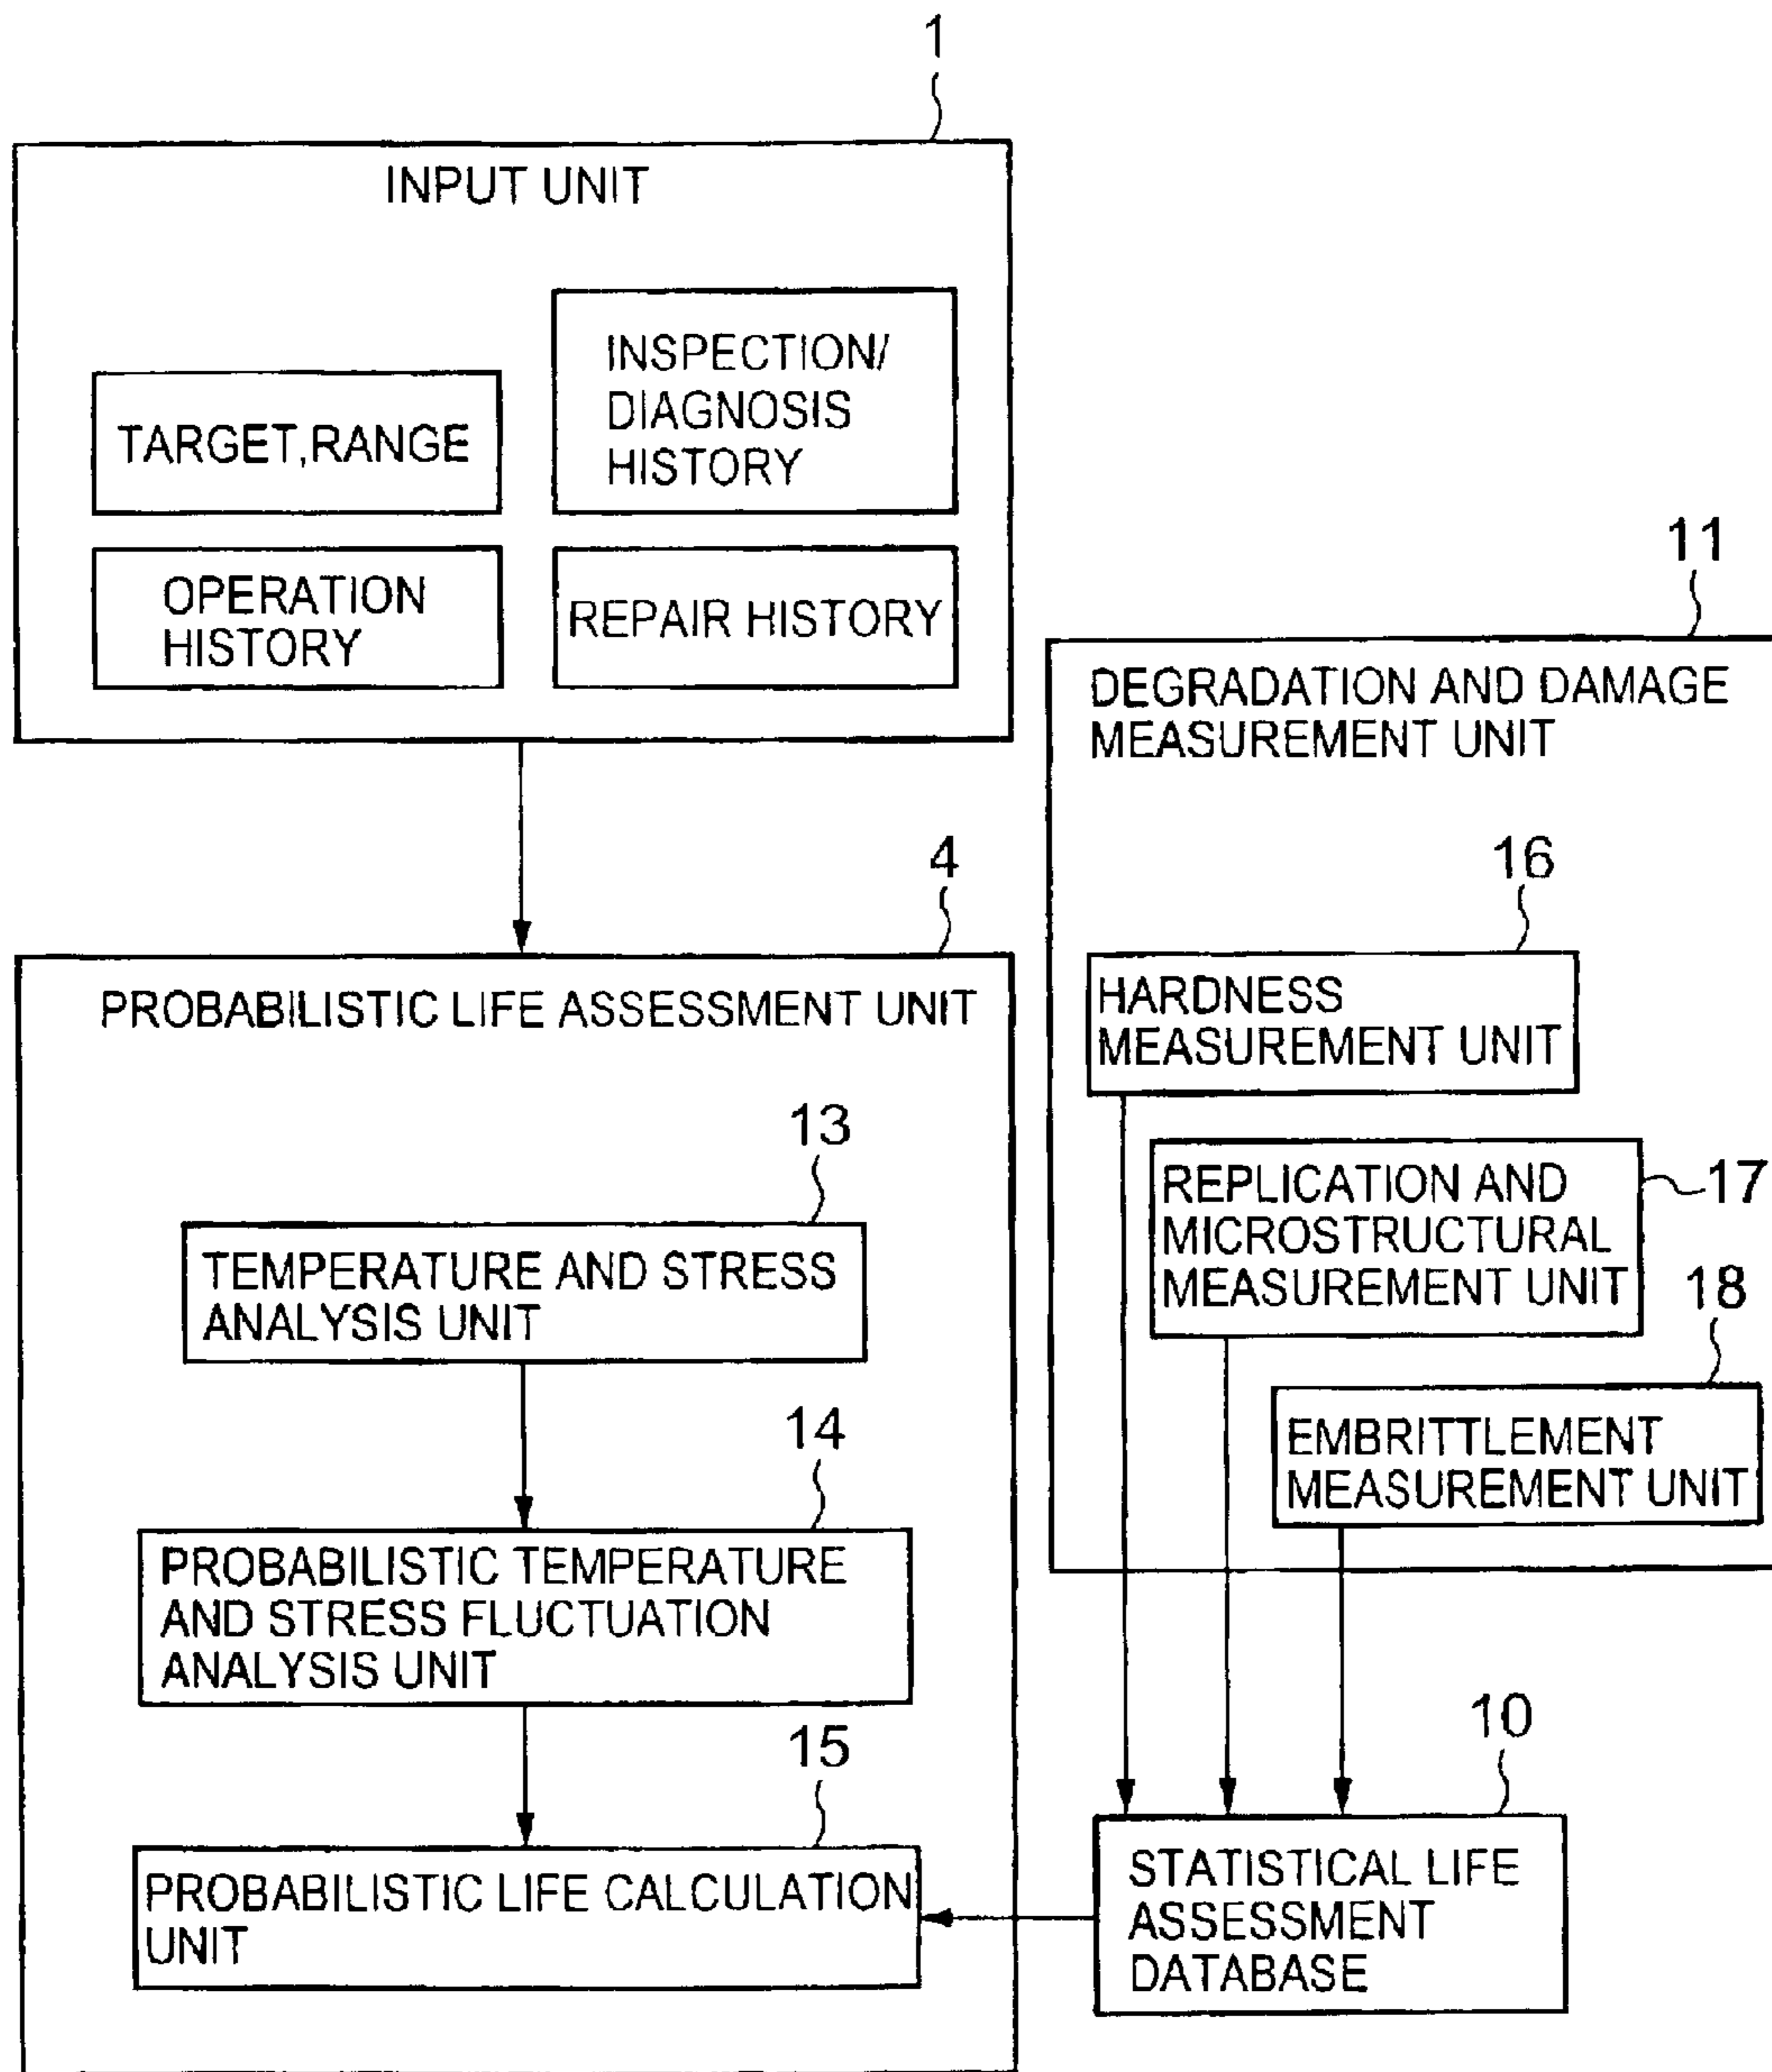 1
INPUT UNIT
TARGET,RANGE
INSPECTION/
DIAGNOSIS
HISTORY
OPERATION
HISTORY
REPAIR HISTORY
11
DEGRADATION AND DAMAGE
MEASUREMENT UNIT
16
HARDNESS
MEASUREMENT UNIT
17
REPLICATION AND
MICROSTRUCTURAL
MEASUREMENT UNIT
18
EMBRITTLEMENT
MEASUREMENT UNIT
4
PROBABILISTIC LIFE ASSESSMENT UNIT
13
TEMPERATURE AND STRESS
ANALYSIS UNIT
14
PROBABILISTIC TEMPERATURE
AND STRESS FLUCTUATION
ANALYSIS UNIT
15
PROBABILISTIC LIFE CALCULATION
UNIT
10
STATISTICAL LIFE
ASSESSMENT
DATABASE